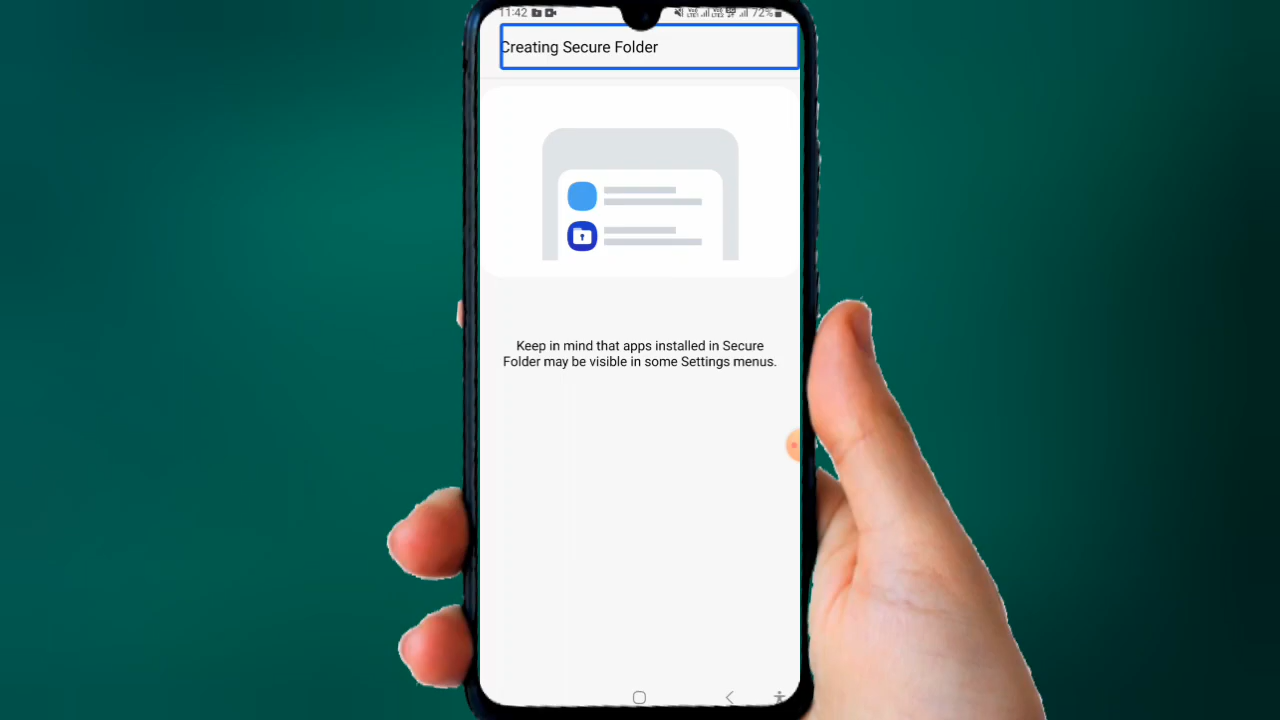 11:42
72%
Creating Secure Folder
Keep in mind that apps installed in Secure
Folder may be visible in some Settings menus.